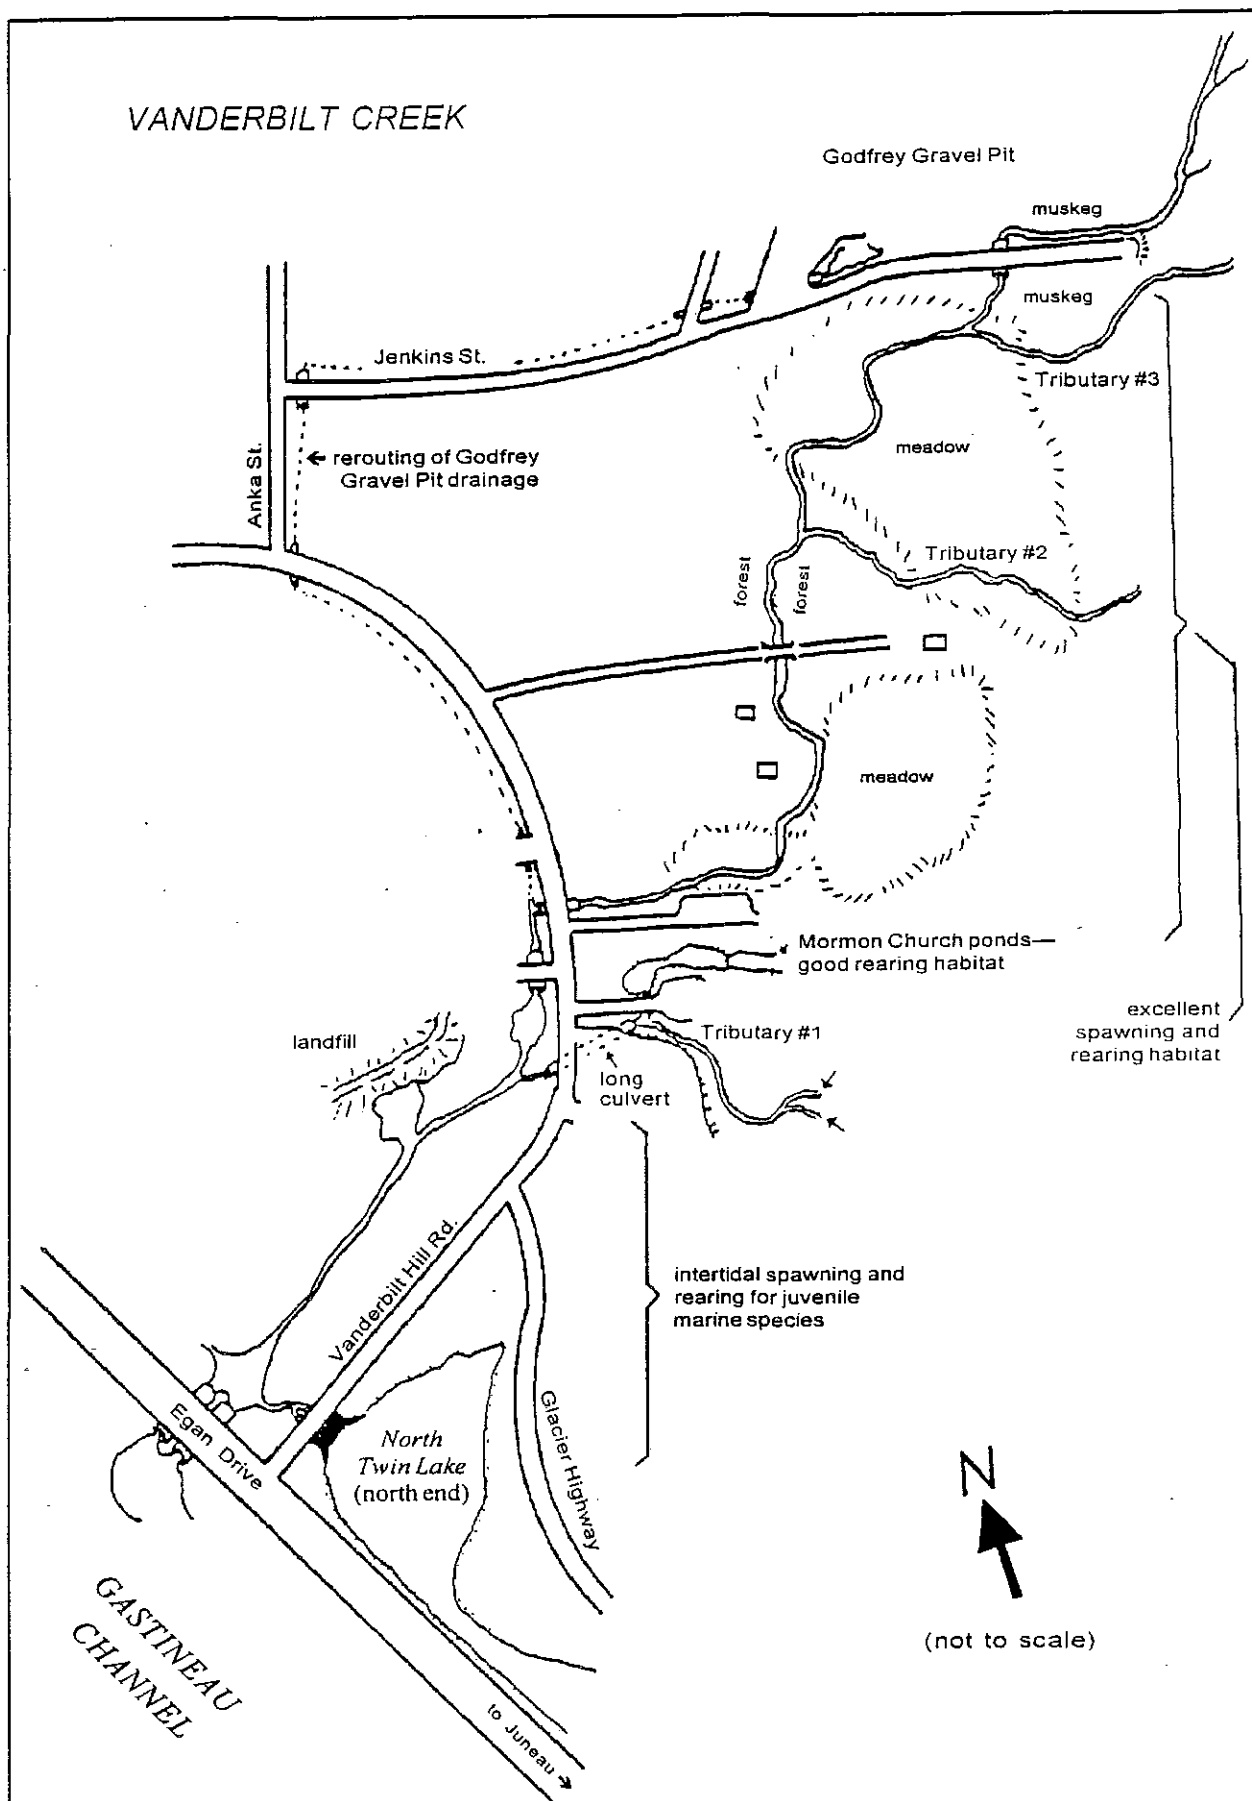 VANDERBILT CREEK
Godfrey Gravel Pit
muskeg
muskeg
Jenkins St.
Tributary #3
Anka St.
← rerouting of Godfrey
Gravel Pit drainage
meadow
Tributary #2
forest
forest
meadow
Mormon Church ponds—
good rearing habitat
excellent
spawning and
rearing habitat
landfill
Tributary #1
long
culvert
Vanderbilt Hill Rd.
intertidal spawning and
rearing for juvenile
marine species
Egan Drive
North
Twin Lake
(north end)
Glacier Highway
N
(not to scale)
GASTINEAU
CHANNEL
to Juneau →